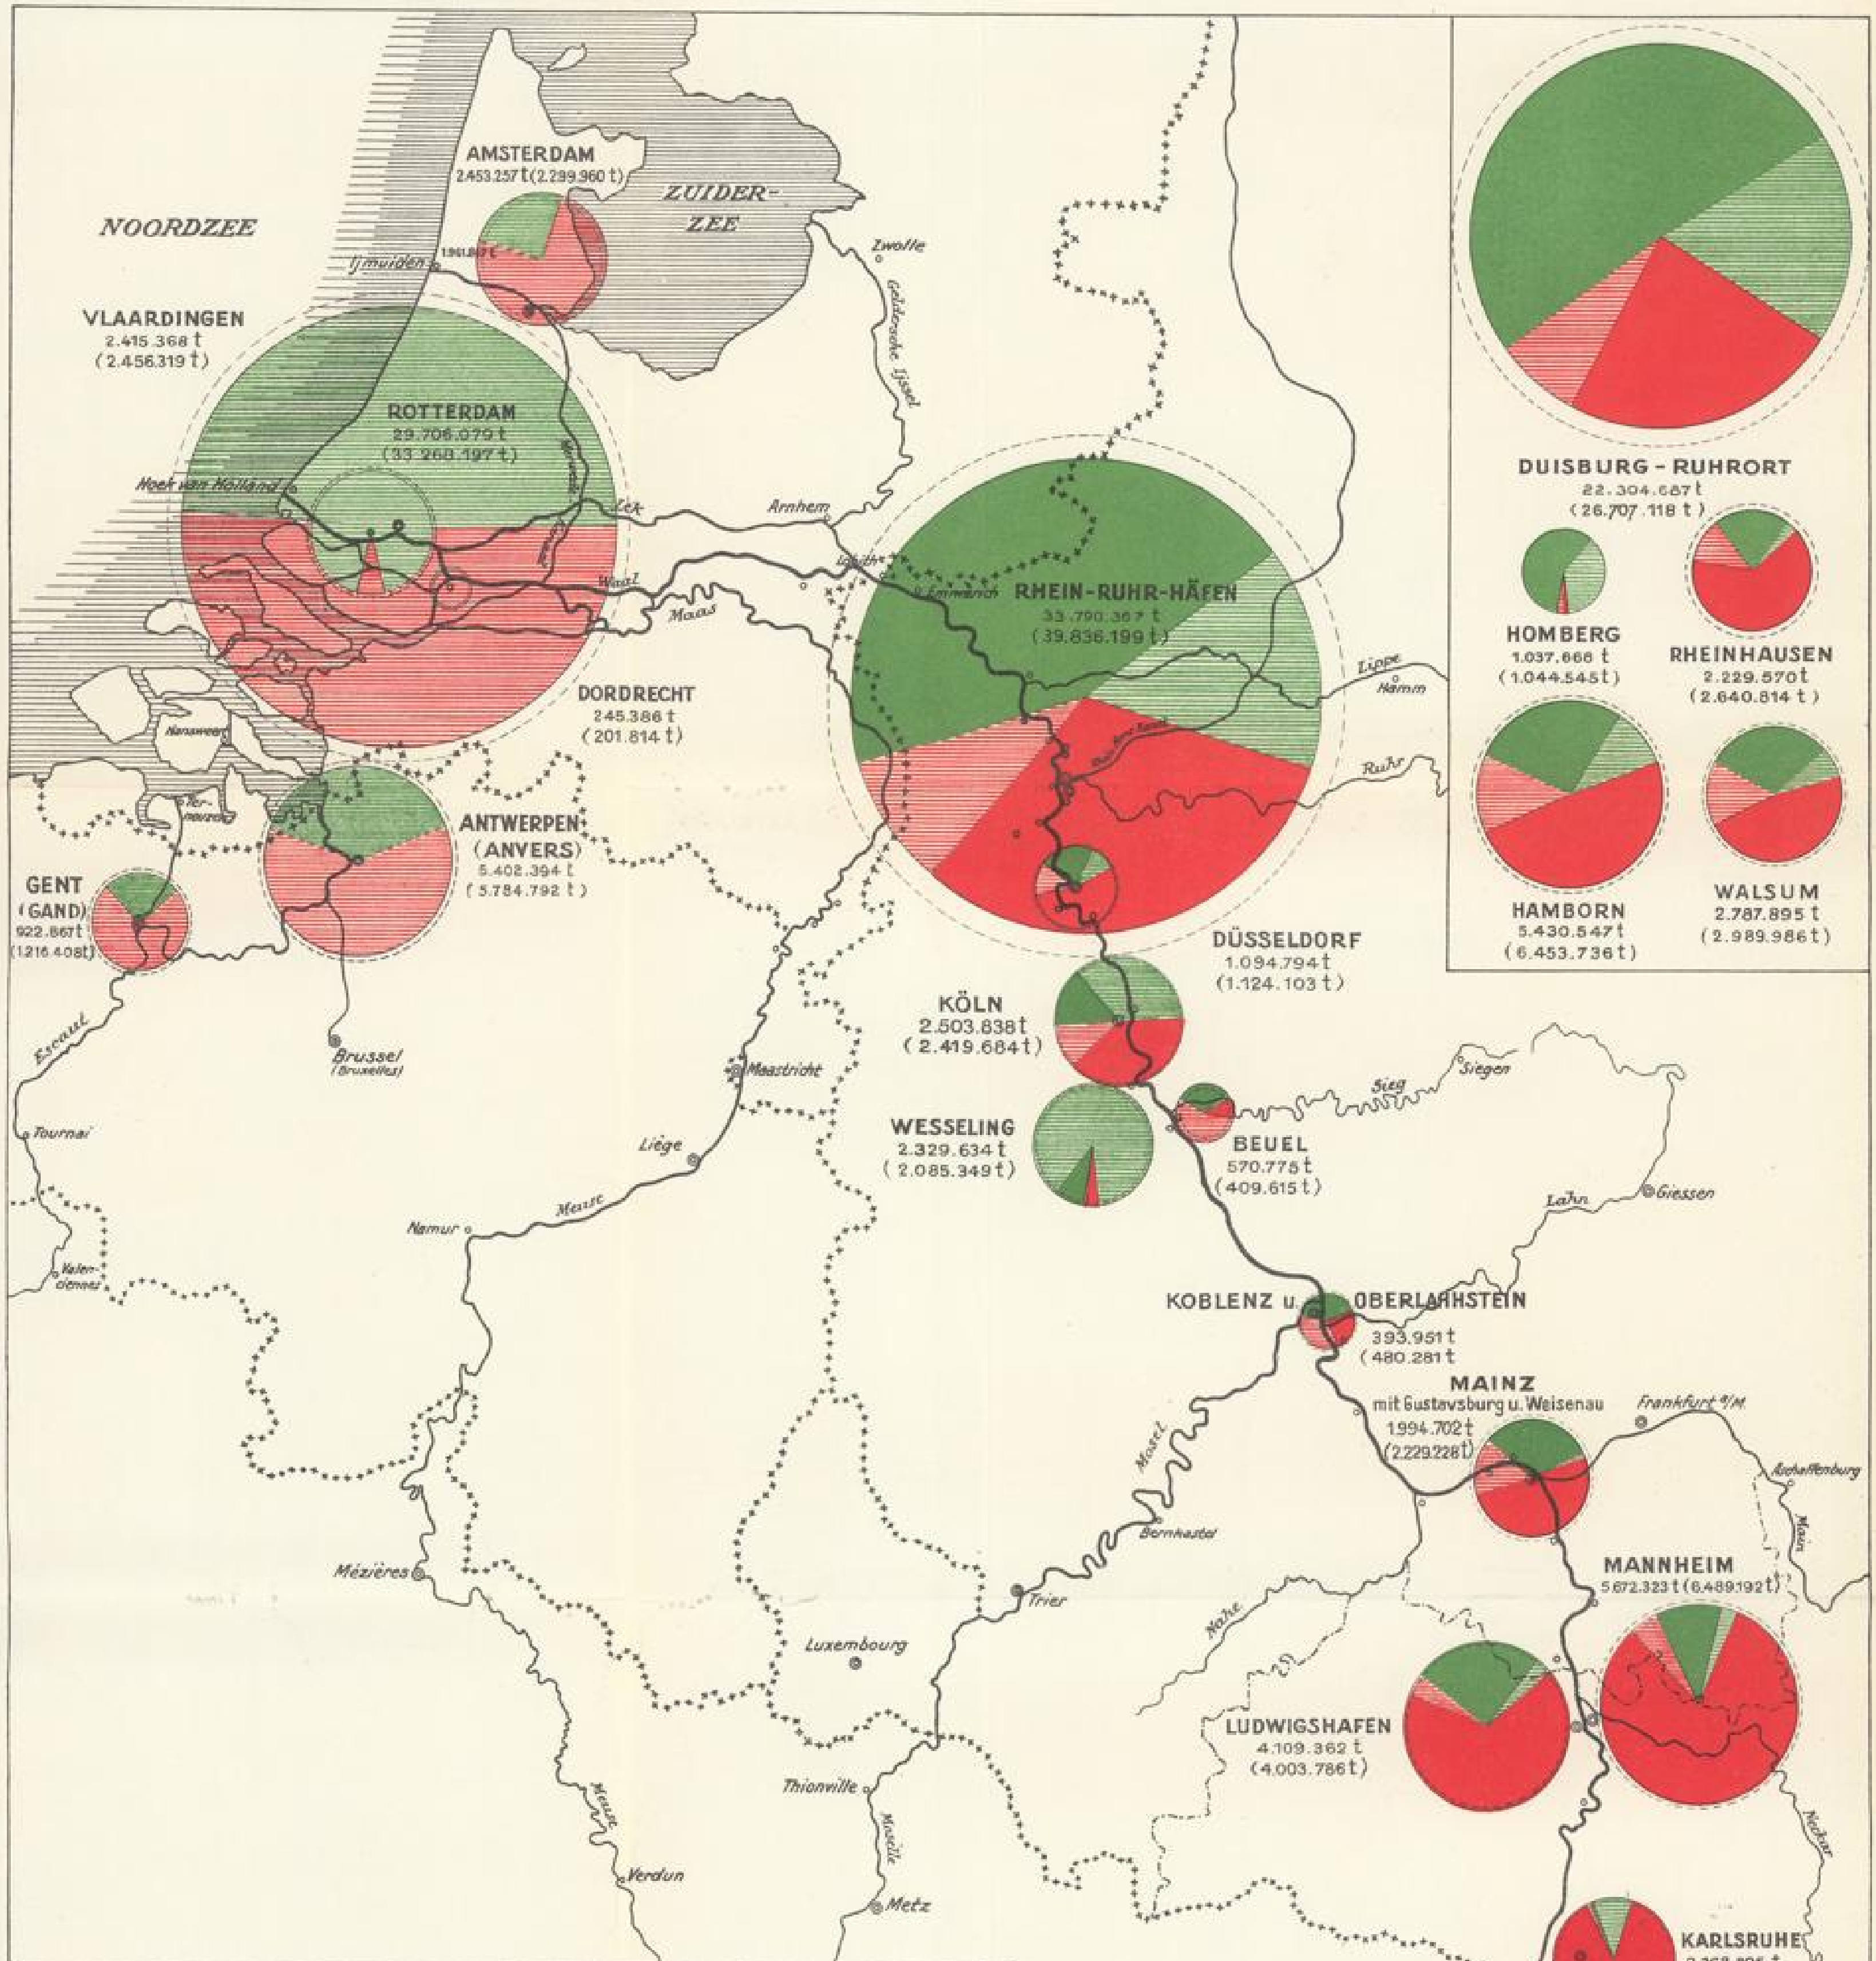 AMSTERDAM
2.453.257 t (2.299.960 t)
ZUIDER-
ZEE
NOORDZEE
Ijmuiden
Zwolle
Geldersche Ijssel
VLAARDINGEN
2.415.368 t
(2.456.319 t)
ROTTERDAM
29.706.079 t
(33.268.197 t)
Hoek van Holland
Lek
Arnhem
Lobith
Emmerich
Waal
Maas
RHEIN-RUHR-HÄFEN
33.790.367 t
(39.836.199 t)
Lippe
Hamm
Ruhr
DORDRECHT
245.386 t
(201.814 t)
Hansweert
Ter-
neuzen
ANTWERPEN
(ANVERS)
5.402.394 t
(5.784.792 t)
GENT
(GAND)
922.867 t
(1.216.408 t)
DUISBURG - RUHRORT
22.304.687 t
(26.707.118 t)
HOMBERG
1.037.668 t
(1.044.545 t)
RHEINHAUSEN
2.229.570 t
(2.640.814 t)
HAMBORN
5.430.547 t
(6.453.736 t)
WALSUM
2.787.895 t
(2.989.986 t)
DÜSSELDORF
1.094.794 t
(1.124.103 t)
KÖLN
2.503.838 t
(2.419.684 t)
Escaut
Brussel
(Bruxelles)
Maastricht
Sieg
Siegen
WESSELING
2.329.634 t
(2.085.349 t)
BEUEL
570.775 t
(409.615 t)
Tournai
Liége
Meuse
Namur
Lahn
Giessen
Valen-
ciennes
KOBLENZ u. OBERLAHNSTEIN
393.951 t
(480.281 t
MAINZ
mit Gustavsburg u. Weisenau
1.994.702 t
(2.229.228 t)
Frankfurt a/M.
Aschaffenburg
Main
Mosel
Bernkastel
Mézières
Trier
Nahe
Luxembourg
MANNHEIM
5.672.323 t (6.489.192 t)
LUDWIGSHAFEN
4.109.362 t
(4.003.786 t)
Thionville
Meuse
Moselle
Neckar
Verdun
Metz
KARLSRUHE